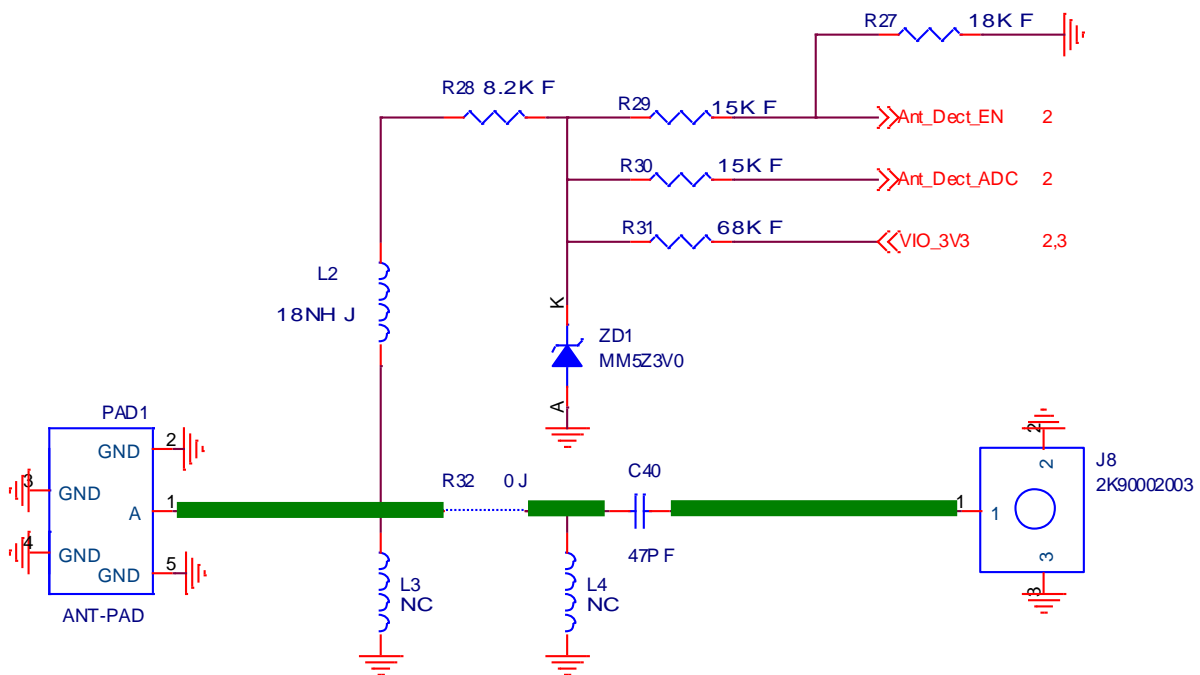 R27 18K F
R28 8.2K F
R29 15K F
Ant_Dect_EN 2
R30 15K F
Ant_Dect_ADC 2
R31 68K F
VIO_3V3 2,3
L2
18NH J
K
ZD1
MM5Z3V0
A
PAD1
GND 2
3 GND
A 1
4 GND
GND 5
ANT-PAD
R32 0 J
C40
47P F
L3
NC
L4
NC
2
2
J8
2K90002003
1 1
3
3